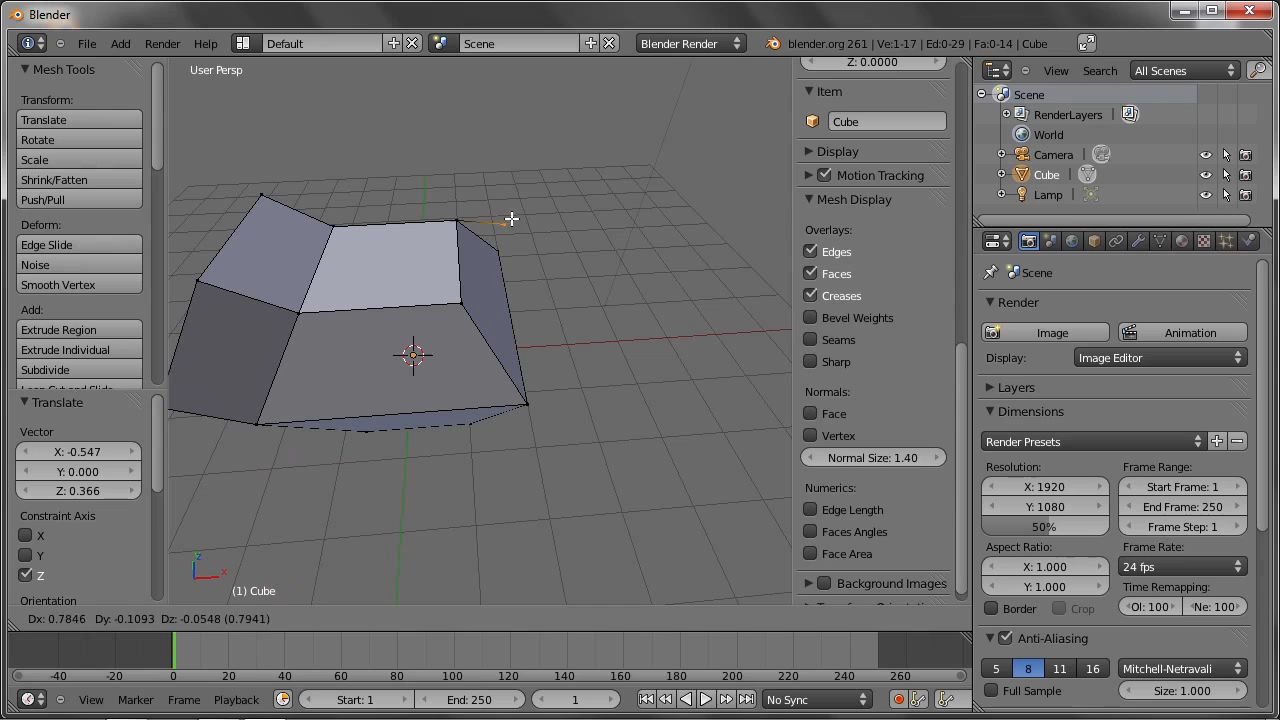 Blender
File Add Render Help Default Scene Blender Render blender.org 261 | Ve:1-17 | Ed:0-29 | Fa:0-14 | Cube
Mesh Tools
Transform:
Translate
Rotate
Scale
Shrink/Fatten
Push/Pull
Deform:
Edge Slide
Noise
Smooth Vertex
Add:
Extrude Region
Extrude Individual
Subdivide
Loop Cut and Slide
Translate
Vector
X: -0.547
Y: 0.000
Z: 0.366
Constraint Axis
X
Y
Z
Orientation
User Persp
z
x
(1) Cube
Dx: 0.7846 Dy: -0.1093 Dz: -0.0548 (0.7941)
Z: 0.0000
Item
Cube
Display
Motion Tracking
Mesh Display
Overlays:
Edges
Faces
Creases
Bevel Weights
Seams
Sharp
Normals:
Face
Vertex
Normal Size: 1.40
Numerics:
Edge Length
Faces Angles
Face Area
Background Images
View Search All Scenes
Scene
RenderLayers
World
Camera
Cube
Lamp
Scene
Render
Image Animation
Display: Image Editor
Layers
Dimensions
Render Presets
Resolution: Frame Range:
X: 1920 Start Frame: 1
Y: 1080 End Frame: 250
50% Frame Step: 1
Aspect Ratio: Frame Rate:
X: 1.000 24 fps
Y: 1.000 Time Remapping:
Border Crop Ol: 100 Ne: 100
Anti-Aliasing
5 8 11 16 Mitchell-Netravali
Full Sample Size: 1.000
-40 -20 0 20 40 60 80 100 120 140 160 180 200 220 240 260
View Marker Frame Playback Start: 1 End: 250 1 No Sync